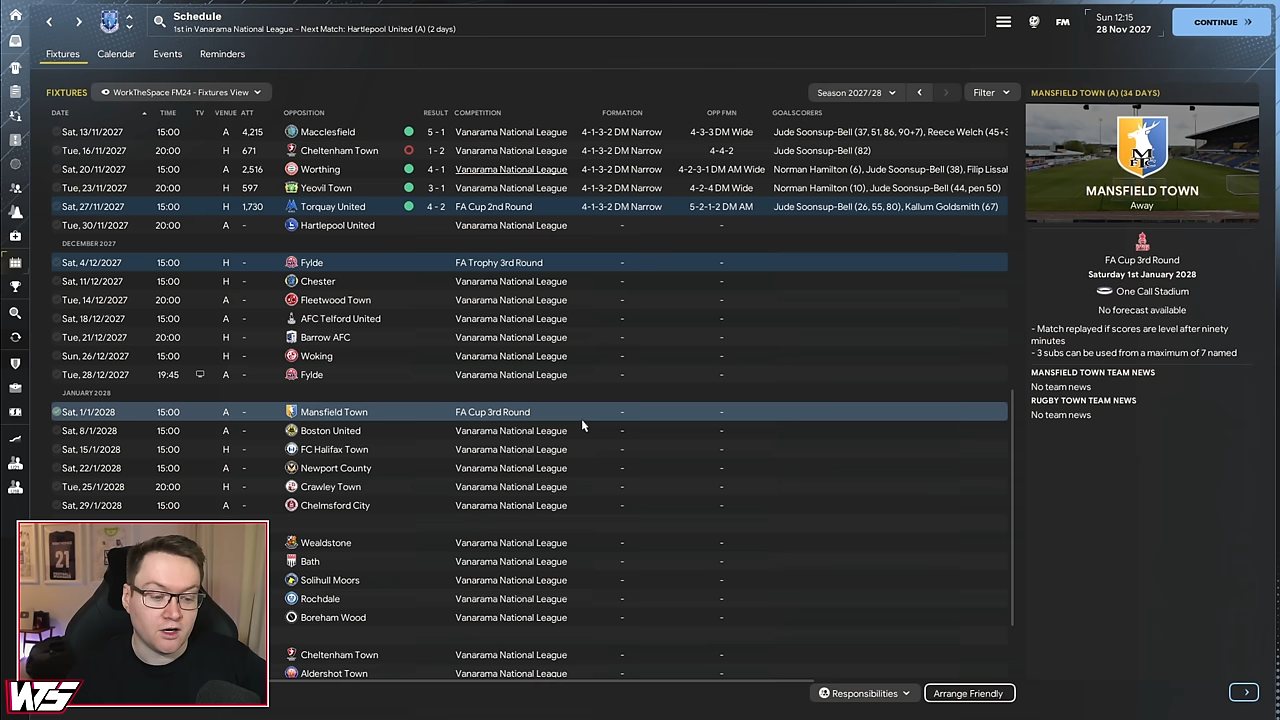 Schedule
1st in Vanarama National League - Next Match: Hartlepool United (A) (2 days)
FM
Sun 12:15
28 Nov 2027
CONTINUE
Fixtures Calendar Events Reminders
FIXTURES WorkTheSpace FM24 - Fixtures View Season 2027/28 Filter
DATE TIME TV VENUE ATT OPPOSITION RESULT COMPETITION FORMATION OPP FMN GOALSCORERS
Sat, 13/11/2027 15:00 A 4,215 Macclesfield 5 - Vanarama National League 4-1-3-2 DM Narrow 4-3-3 DM Wide Jude Soonsup-Bell (37, 51, 86, 90+7), Reece Welch (45+3
Tue, 16/11/2027 20:00 H 671 Cheltenham Town 2 Vanarama National League 4-1-3-2 DM Narrow 4-4-2 Jude Soonsup-Bell (82)
Sat, 20/11/2027 15:00 A 2,516 Worthing 4 Vanarama National League 4-1-3-2 DM Narrow 4-2-3-1 DM AM Wide Norman Hamilton (6), Jude Soonsup-Bell (38), Filip Lissal
Tue, 23/11/2027 20:00 H 597 Yeovil Town 3 - 1 Vanarama National League 4-1-3-2 DM Narrow 4-2-4 DM Wide Norman Hamilton (10), Jude Soonsup-Bell (44, pen 50)
Sat, 27/11/2027 15:00 H 1,730 Torquay United 4 - 2 FA Cup 2nd Round 4-1-3-2 DM Narrow 5-2-1-2 DM AM Jude Soonsup-Bell (26, 55, 80), Kallum Goldsmith (67)
Tue, 30/11/2027 20:00 A - Hartlepool United Vanarama National League - -
DECEMBER 2027
Sat, 4/12/2027 15:00 H - Fylde FA Trophy 3rd Round - -
Sat, 11/12/2027 15:00 H - Chester Vanarama National League - -
Tue, 14/12/2027 20:00 A - Fleetwood Town Vanarama National League - -
Sat, 18/12/2027 15:00 A - AFC Telford United Vanarama National League - -
Tue, 21/12/2027 20:00 H - Barrow AFC Vanarama National League - -
Sun, 26/12/2027 15:00 H - Woking Vanarama National League - -
Tue, 28/12/2027 19:45 A - Fylde Vanarama National League - -
JANUARY 2028
Sat, 1/1/2028 15:00 A - Mansfield Town FA Cup 3rd Round - -
Sat, 8/1/2028 15:00 A - Boston United Vanarama National League - -
Sat, 15/1/2028 15:00 H - FC Halifax Town Vanarama National League - -
Sat, 22/1/2028 15:00 A - Newport County Vanarama National League - -
Tue, 25/1/2028 20:00 H - Crawley Town Vanarama National League - -
Sat, 29/1/2028 15:00 A - Chelmsford City Vanarama National League - -
Wealdstone Vanarama National League - -
Bath Vanarama National League - -
Solihull Moors Vanarama National League - -
Rochdale Vanarama National League - -
Boreham Wood Vanarama National League - -
Cheltenham Town Vanarama National League - -
Aldershot Town Vanarama National League - -
Responsibilities Arrange Friendly
MANSFIELD TOWN (A) (34 DAYS)
MANSFIELD TOWN
Away
FA Cup 3rd Round
Saturday 1st January 2028
One Call Stadium
No forecast available
- Match replayed if scores are level after ninety
minutes
- 3 subs can be used from a maximum of 7 named
MANSFIELD TOWN TEAM NEWS
No team news
RUGBY TOWN TEAM NEWS
No team news
21
WTS